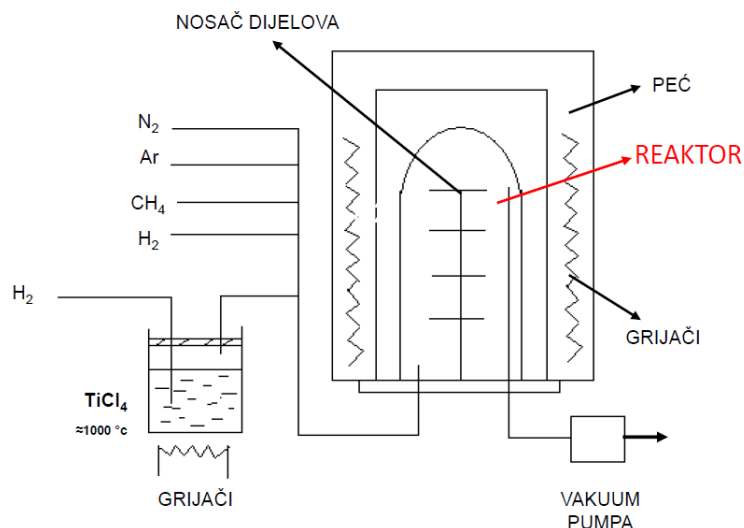 NOSAČ DIJELOVA
PEĆ
N₂
REAKTOR
Ar
CH₄
H₂
H₂
GRIJAČI
TiCl₄
≈1000 °c
GRIJAČI
VAKUUM
PUMPA